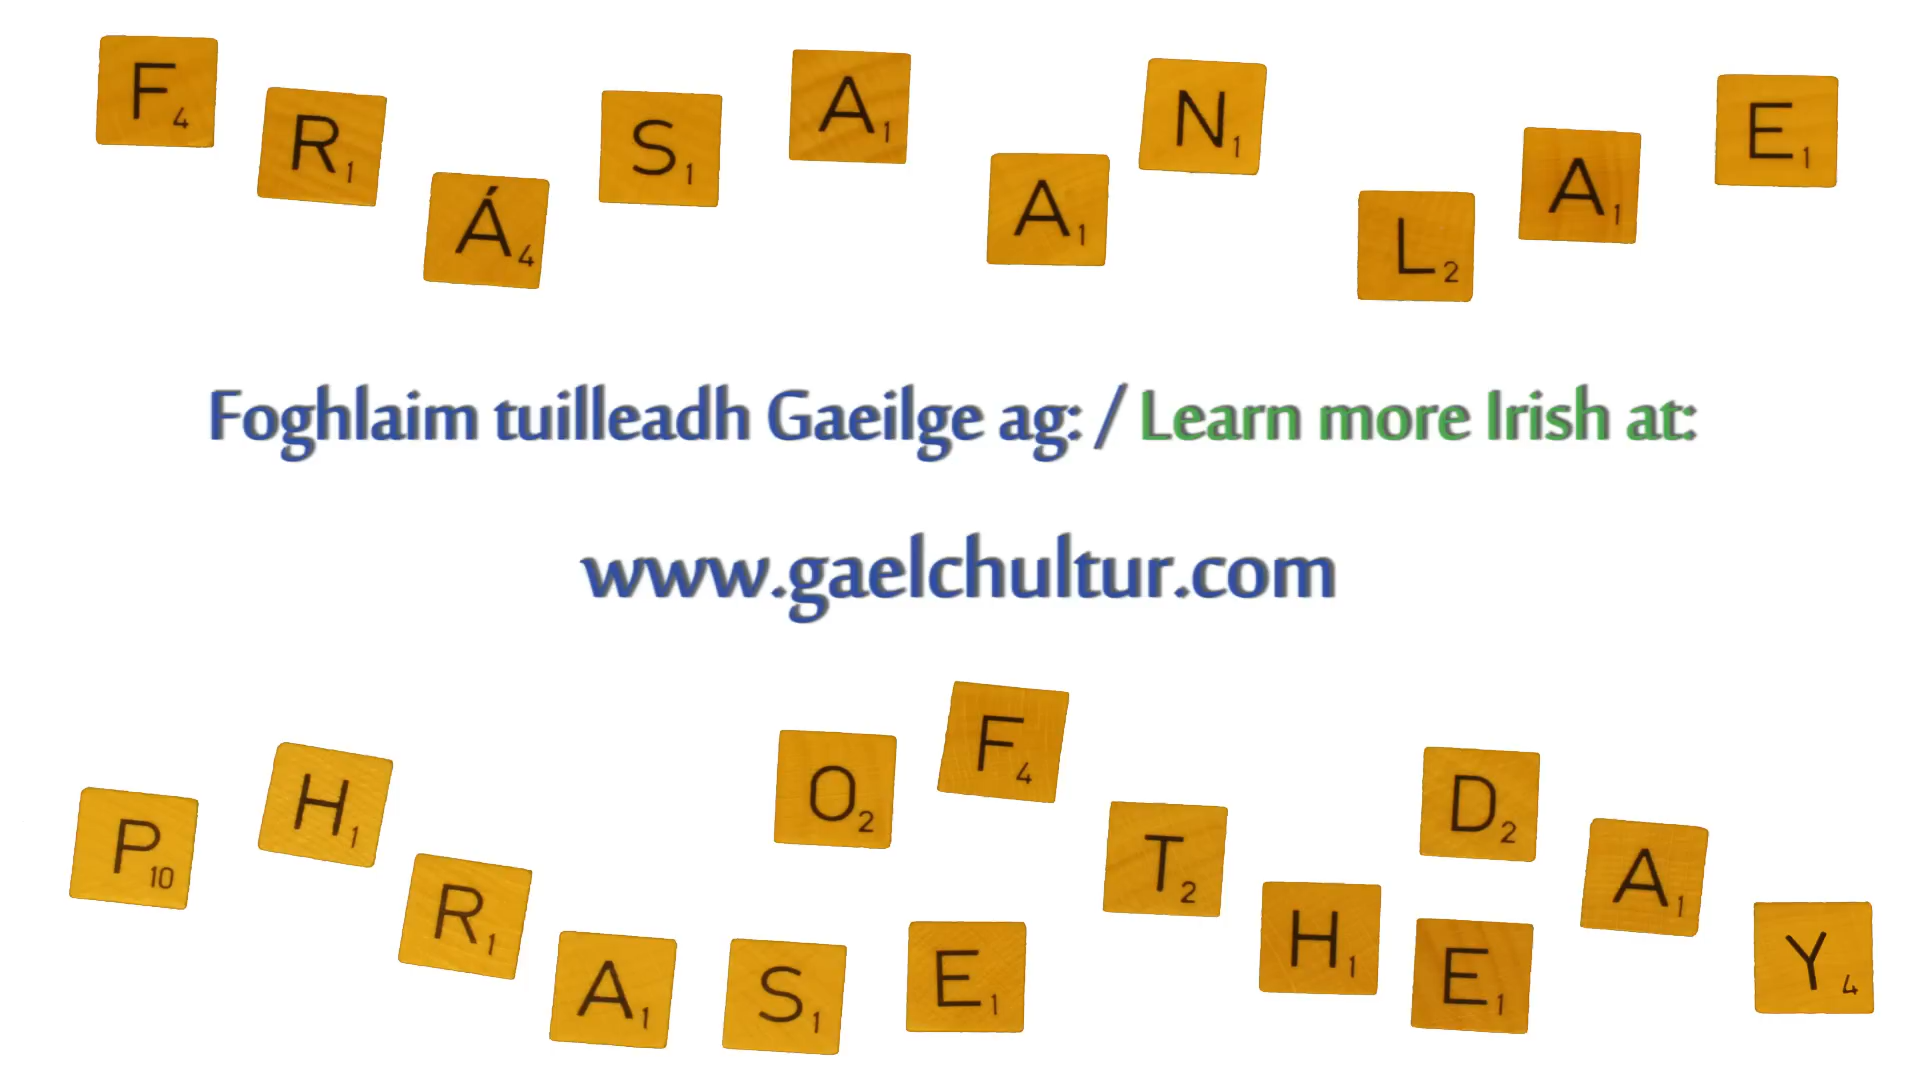 FRÁSA AN LAE
Foghlaim tuilleadh Gaeilge ag: / Learn more Irish at:
www.gaelchultur.com
PHRASE OF THE DAY